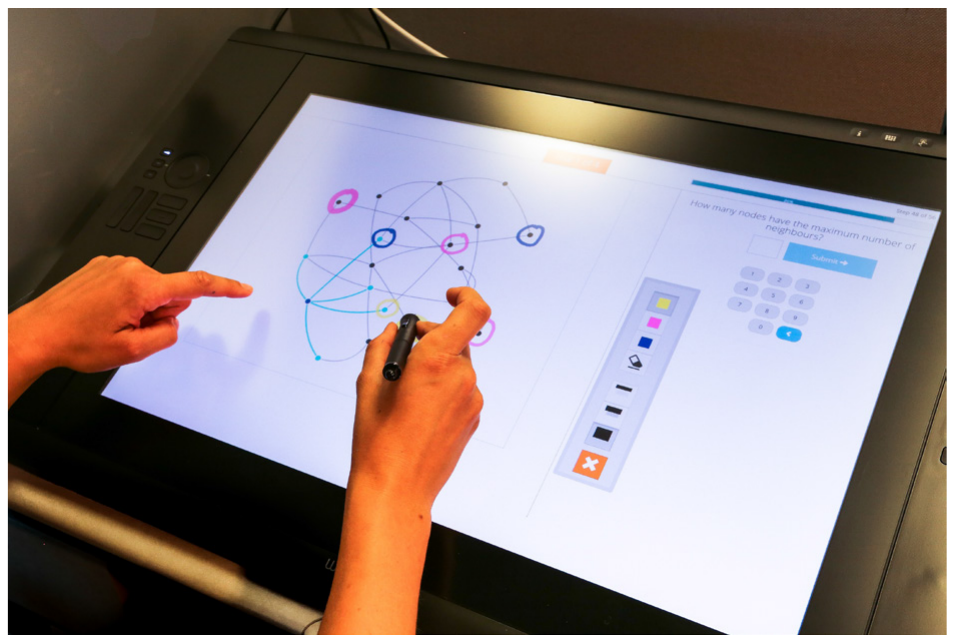 How many nodes have the maximum number of
neighbours?
Submit →
1 2 3
4 5 6
7 8 9
0